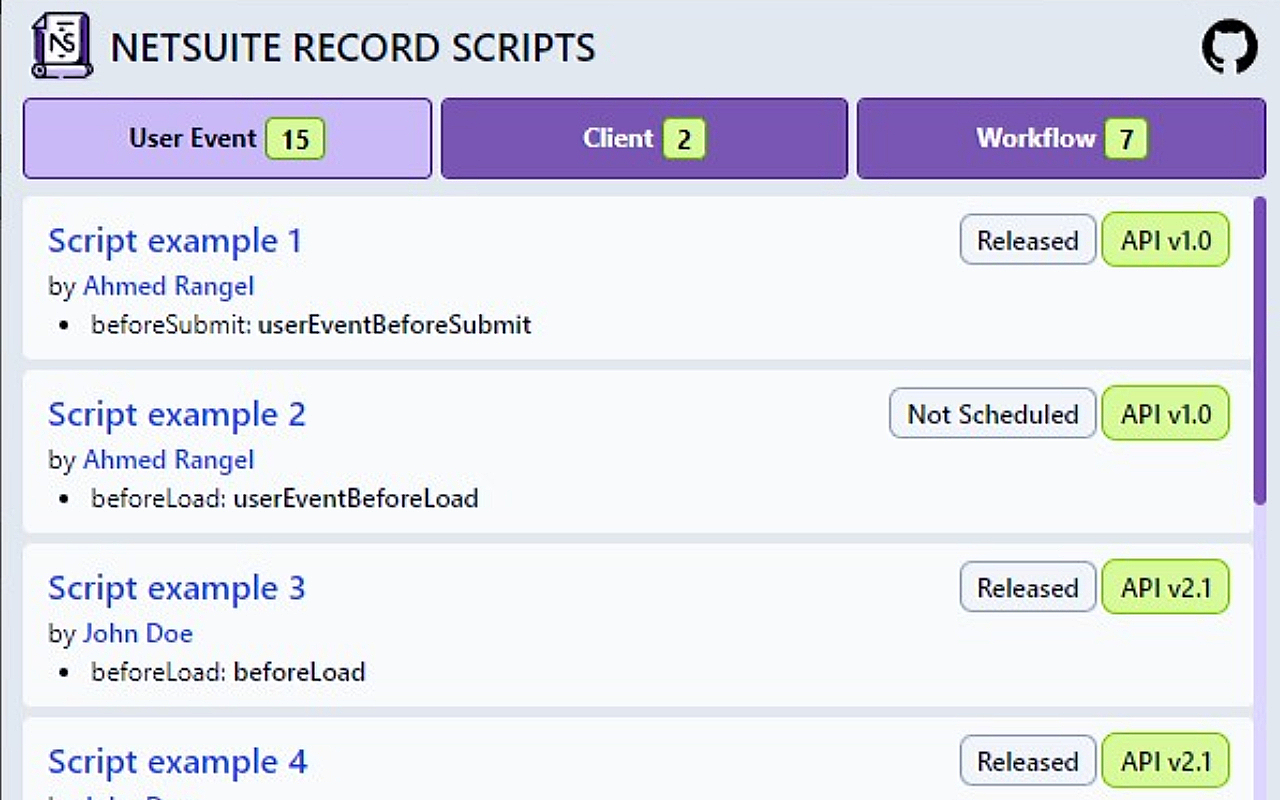 NS
NETSUITE RECORD SCRIPTS
User Event 15
Client 2
Workflow 7
Script example 1
Released
API v1.0
by Ahmed Rangel
• beforeSubmit: userEventBeforeSubmit
Script example 2
Not Scheduled
API v1.0
by Ahmed Rangel
• beforeLoad: userEventBeforeLoad
Script example 3
Released
API v2.1
by John Doe
• beforeLoad: beforeLoad
Script example 4
Released
API v2.1